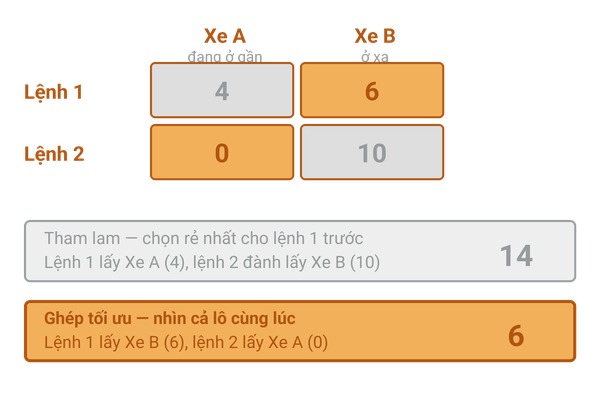 Xe A Xe B
đang ở gần ở xa
Lệnh 1 4 6
Lệnh 2 0 10
Tham lam — chọn rẻ nhất cho lệnh 1 trước
Lệnh 1 lấy Xe A (4), lệnh 2 đành lấy Xe B (10) 14
Ghép tối ưu — nhìn cả lô cùng lúc
Lệnh 1 lấy Xe B (6), lệnh 2 lấy Xe A (0) 6